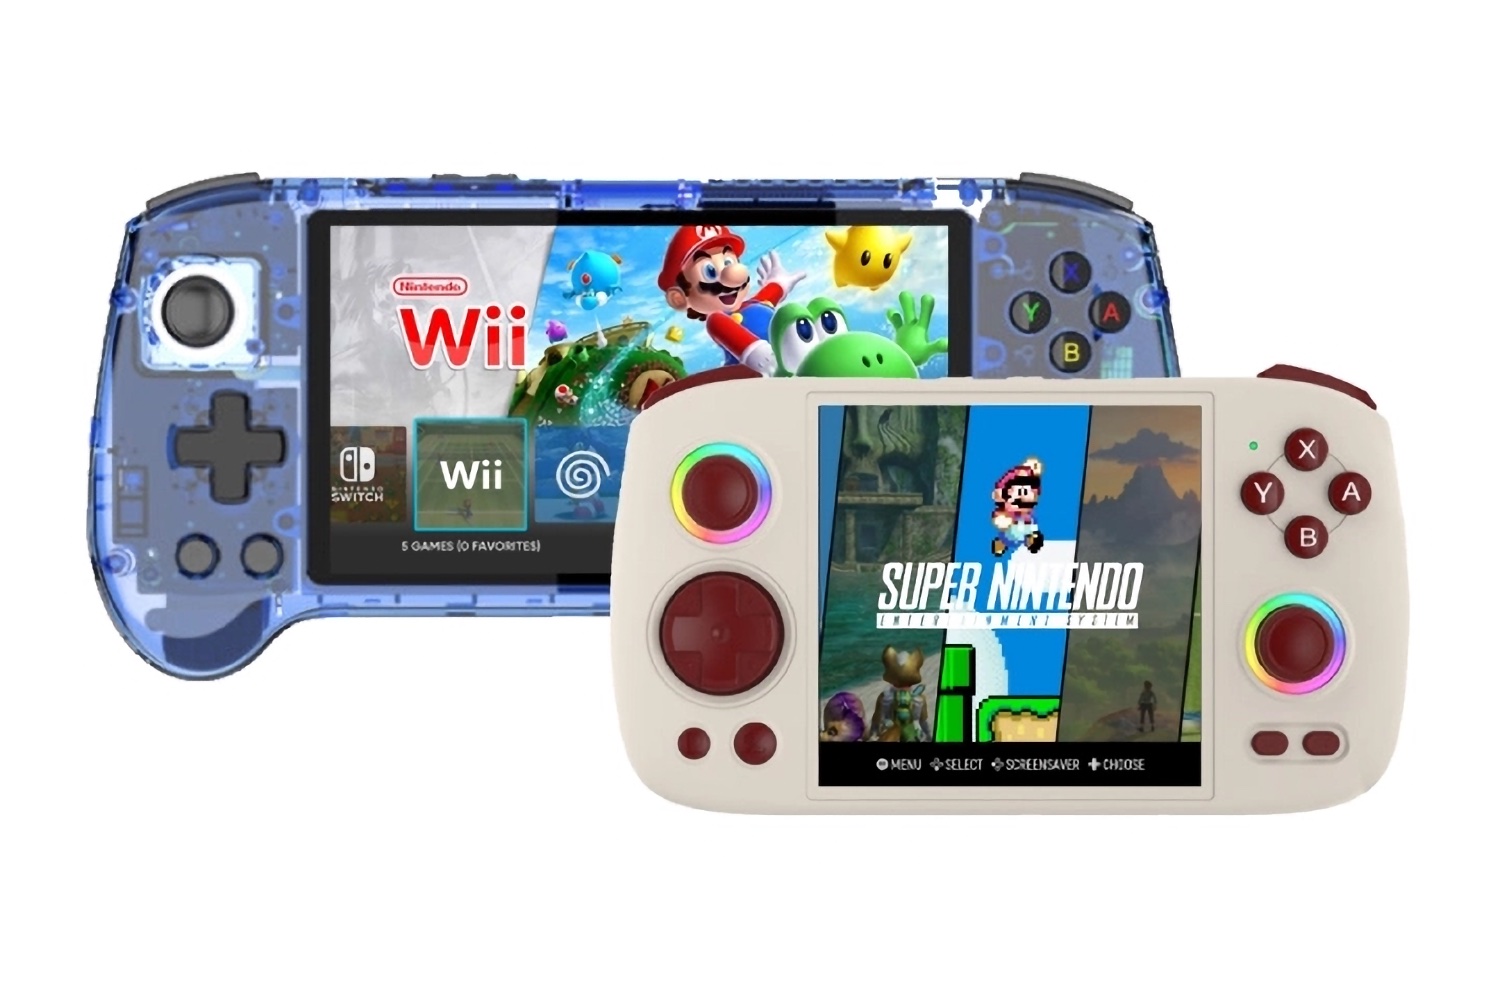 Nintendo
Wii
NINTENDO
SWITCH
Wii
5 GAMES (0 FAVORITES)
X
Y
A
B
SUPER NINTENDO
ENTERTAINMENT SYSTEM
MENU SELECT SCREENSAVER CHOOSE
X
Y
A
B